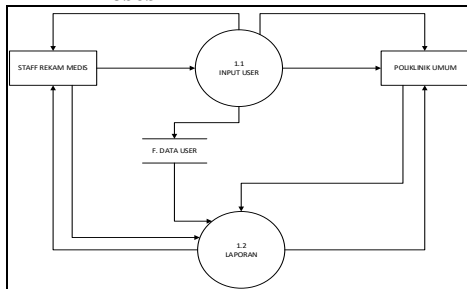 1.1
INPUT USER
STAFF REKAM MEDIS
POLIKLINIK UMUM
F. DATA USER
1.2
LAPORAN